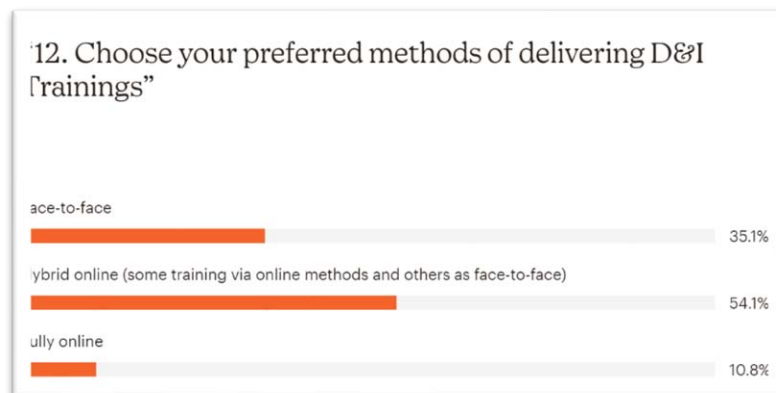 "12. Choose your preferred methods of delivering D&I
Trainings”
ace-to-face
35.1%
ybrid online (some training via online methods and others as face-to-face)
54.1%
ully online
10.8%